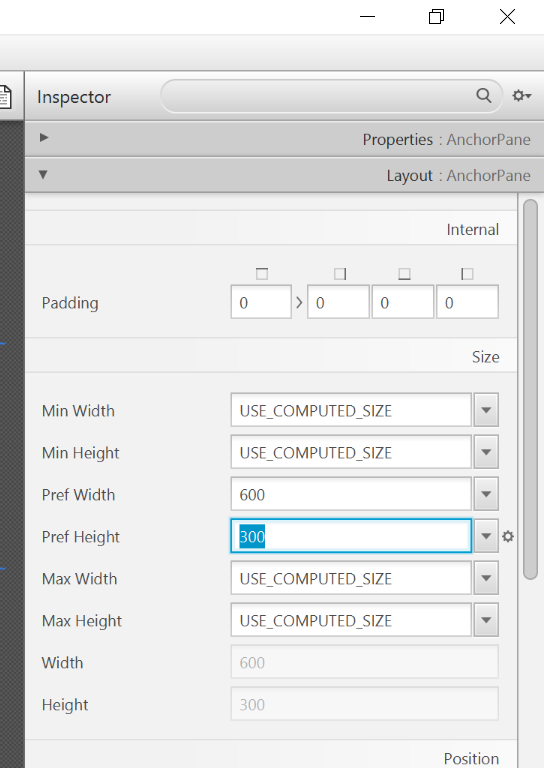 Inspector
Properties : AnchorPane
Layout : AnchorPane
Internal
Padding 0 0 0 0
Size
Min Width USE_COMPUTED_SIZE
Min Height USE_COMPUTED_SIZE
Pref Width 600
Pref Height 300
Max Width USE_COMPUTED_SIZE
Max Height USE_COMPUTED_SIZE
Width 600
Height 300
Position